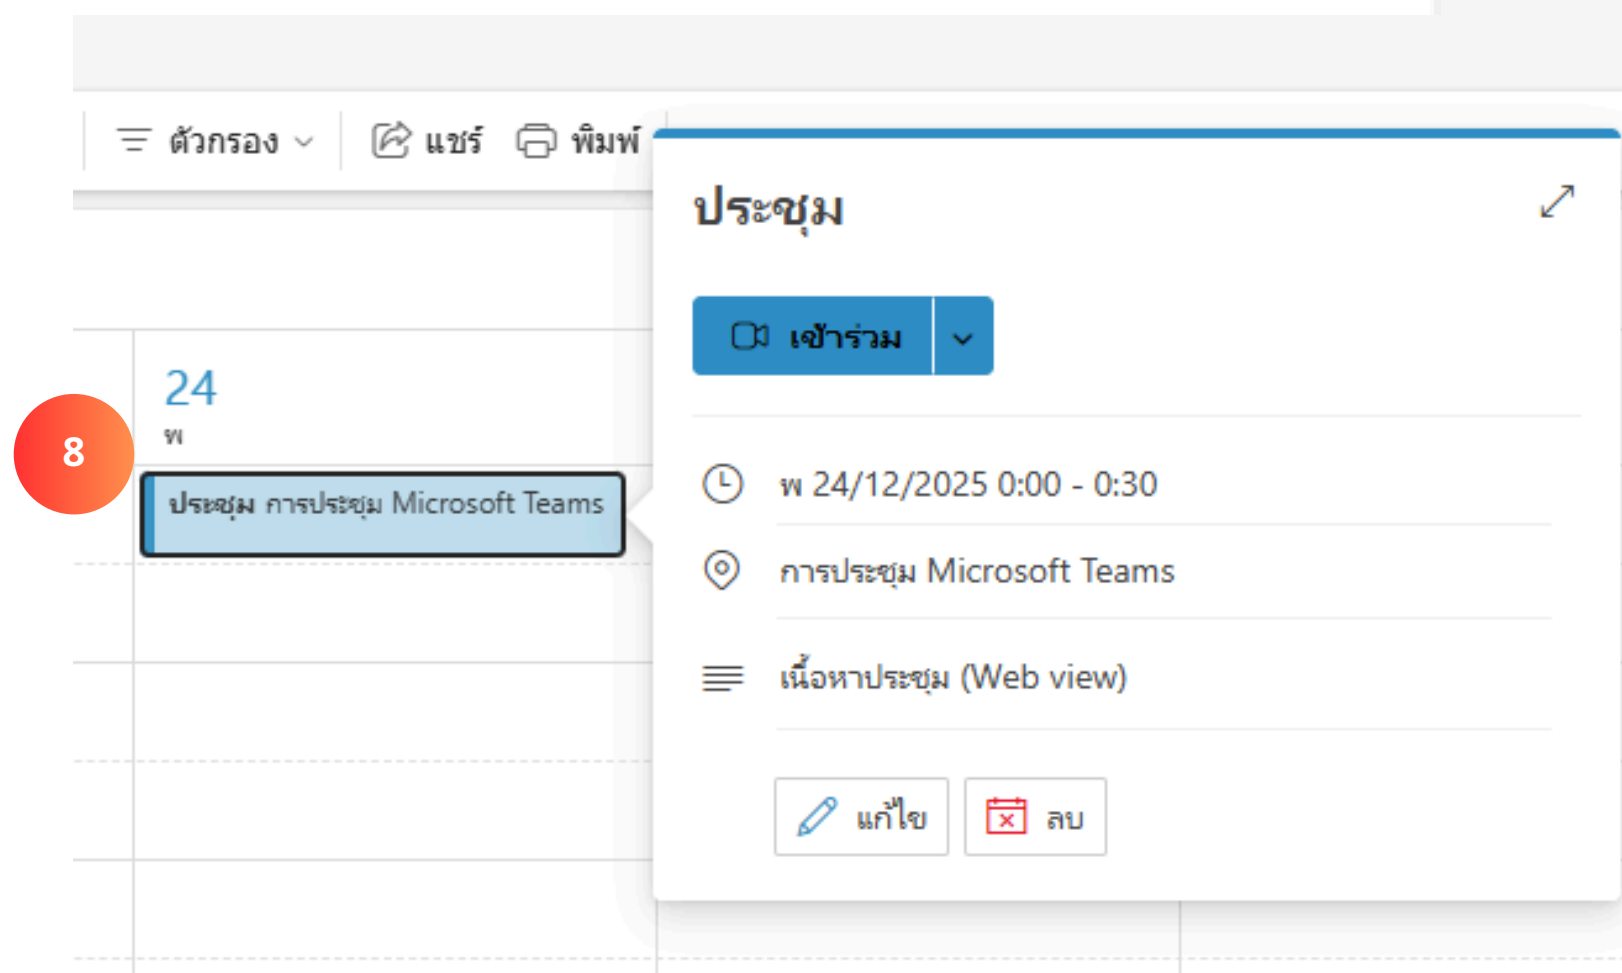 ตัวกรอง แชร์ พิมพ์
ประชุม
เข้าร่วม
24
พ
8
ประชุม การประชุม Microsoft Teams
พ 24/12/2025 0:00 - 0:30
การประชุม Microsoft Teams
เนื้อหาประชุม (Web view)
แก้ไข ลบ